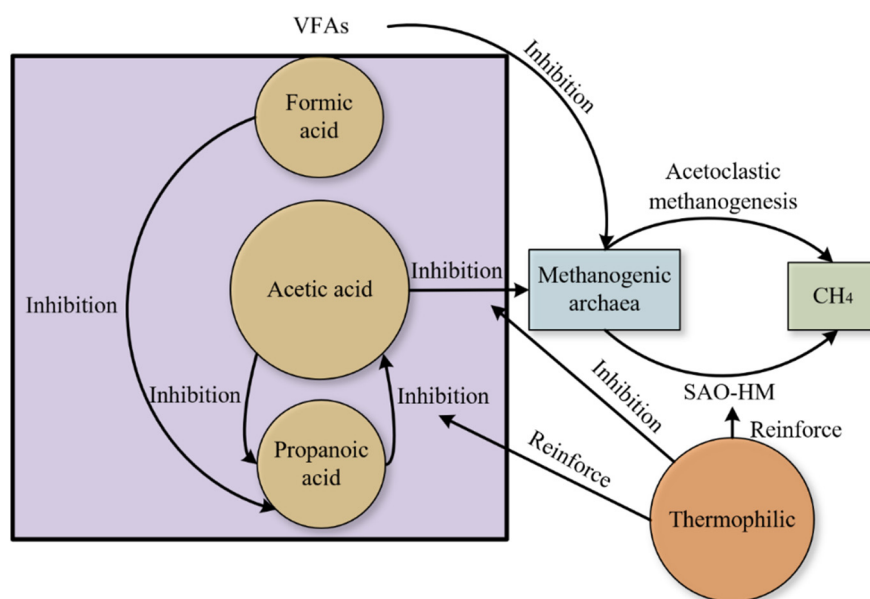 VFAs
Formic
acid
Inhibition
Acetoclastic
methanogenesis
Acetic acid
Inhibition
Methanogenic
archaea
CH₄
Inhibition
Inhibition
Inhibition
Inhibition
SAO-HM
Reinforce
Propanoic
acid
Reinforce
Thermophilic